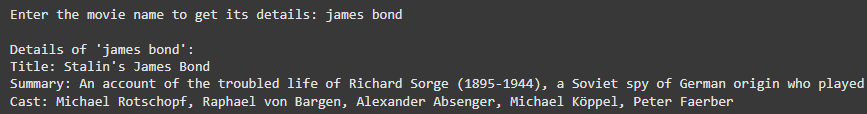 Enter the movie name to get its details: james bond
Details of 'james bond':
Title: Stalin's James Bond
Summary: An account of the troubled life of Richard Sorge (1895-1944), a Soviet spy of German origin who played
Cast: Michael Rotschopf, Raphael von Bargen, Alexander Absenger, Michael Köppel, Peter Faerber